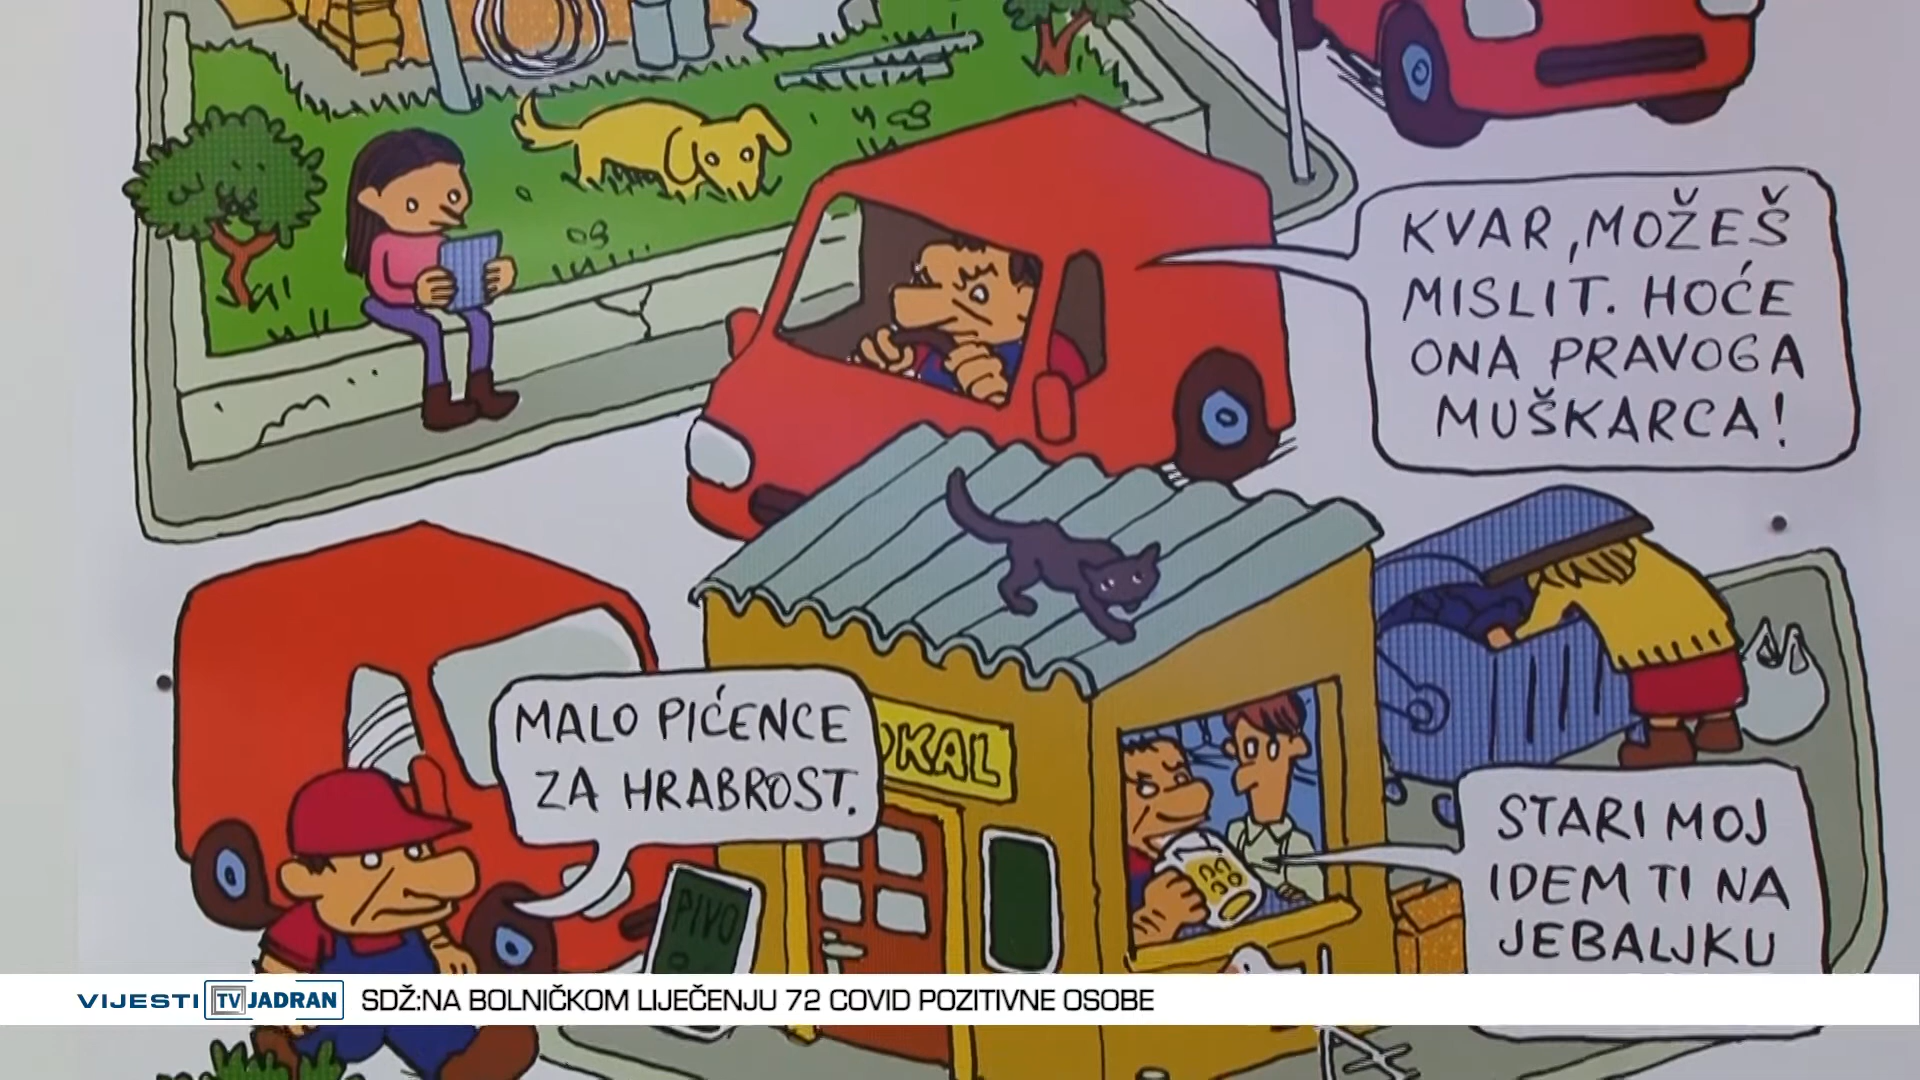 KVAR, MOŽEŠ
MISLIT. HOĆE
ONA PRAVOGA
MUŠKARCA!
MALO PIĆENCE
ZA HRABROST.
OKAL
PIVO
STARI MOJ
IDEM TI NA
JEBALJKU
VIJESTI TV JADRAN SDŽ:NA BOLNIČKOM LIJEČENJU 72 COVID POZITIVNE OSOBE